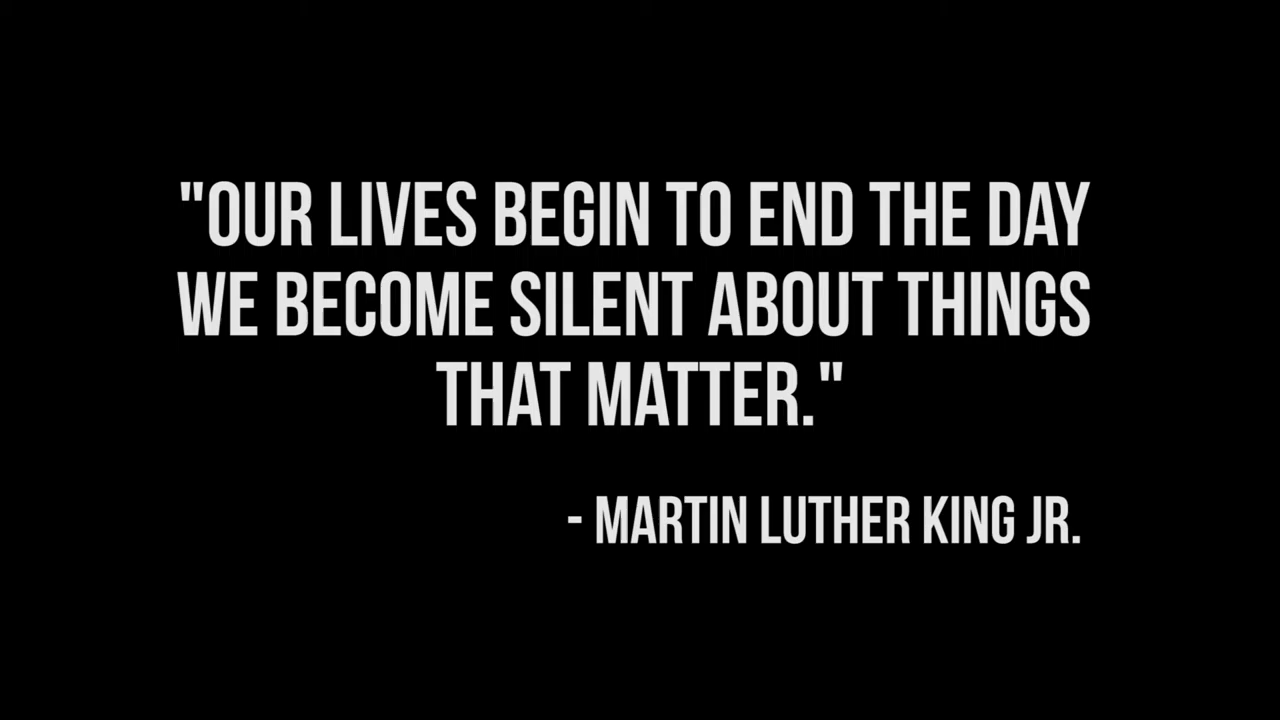 "OUR LIVES BEGIN TO END THE DAY
WE BECOME SILENT ABOUT THINGS
THAT MATTER."
- MARTIN LUTHER KING JR.